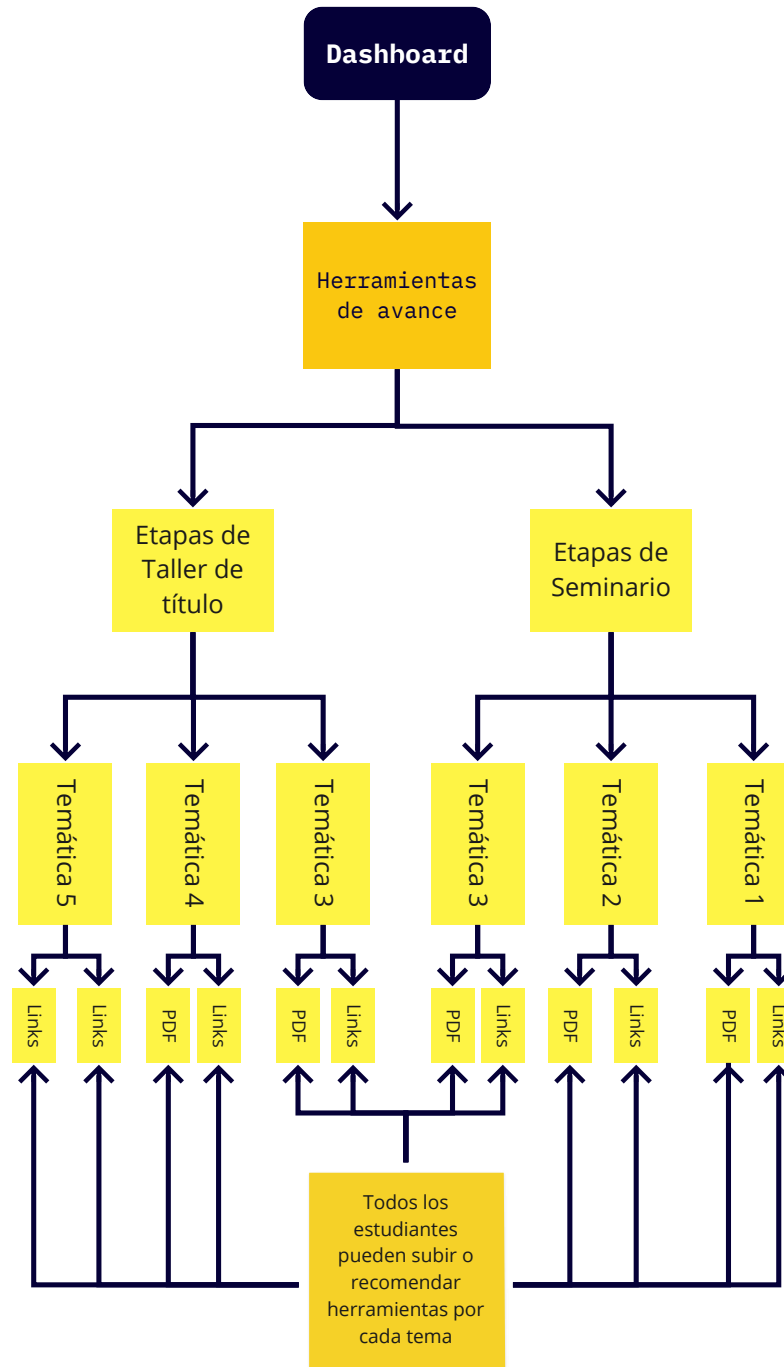 Dashboard
Herramientas
de avance
Etapas de
Taller de
título
Etapas de
Seminario
Temática 5
Temática 4
Temática 3
Temática 3
Temática 2
Temática 1
Links
Links
PDF
Links
PDF
Links
PDF
Links
PDF
Links
PDF
Links
Todos los
estudiantes
pueden subir o
recomendar
herramientas por
cada tema